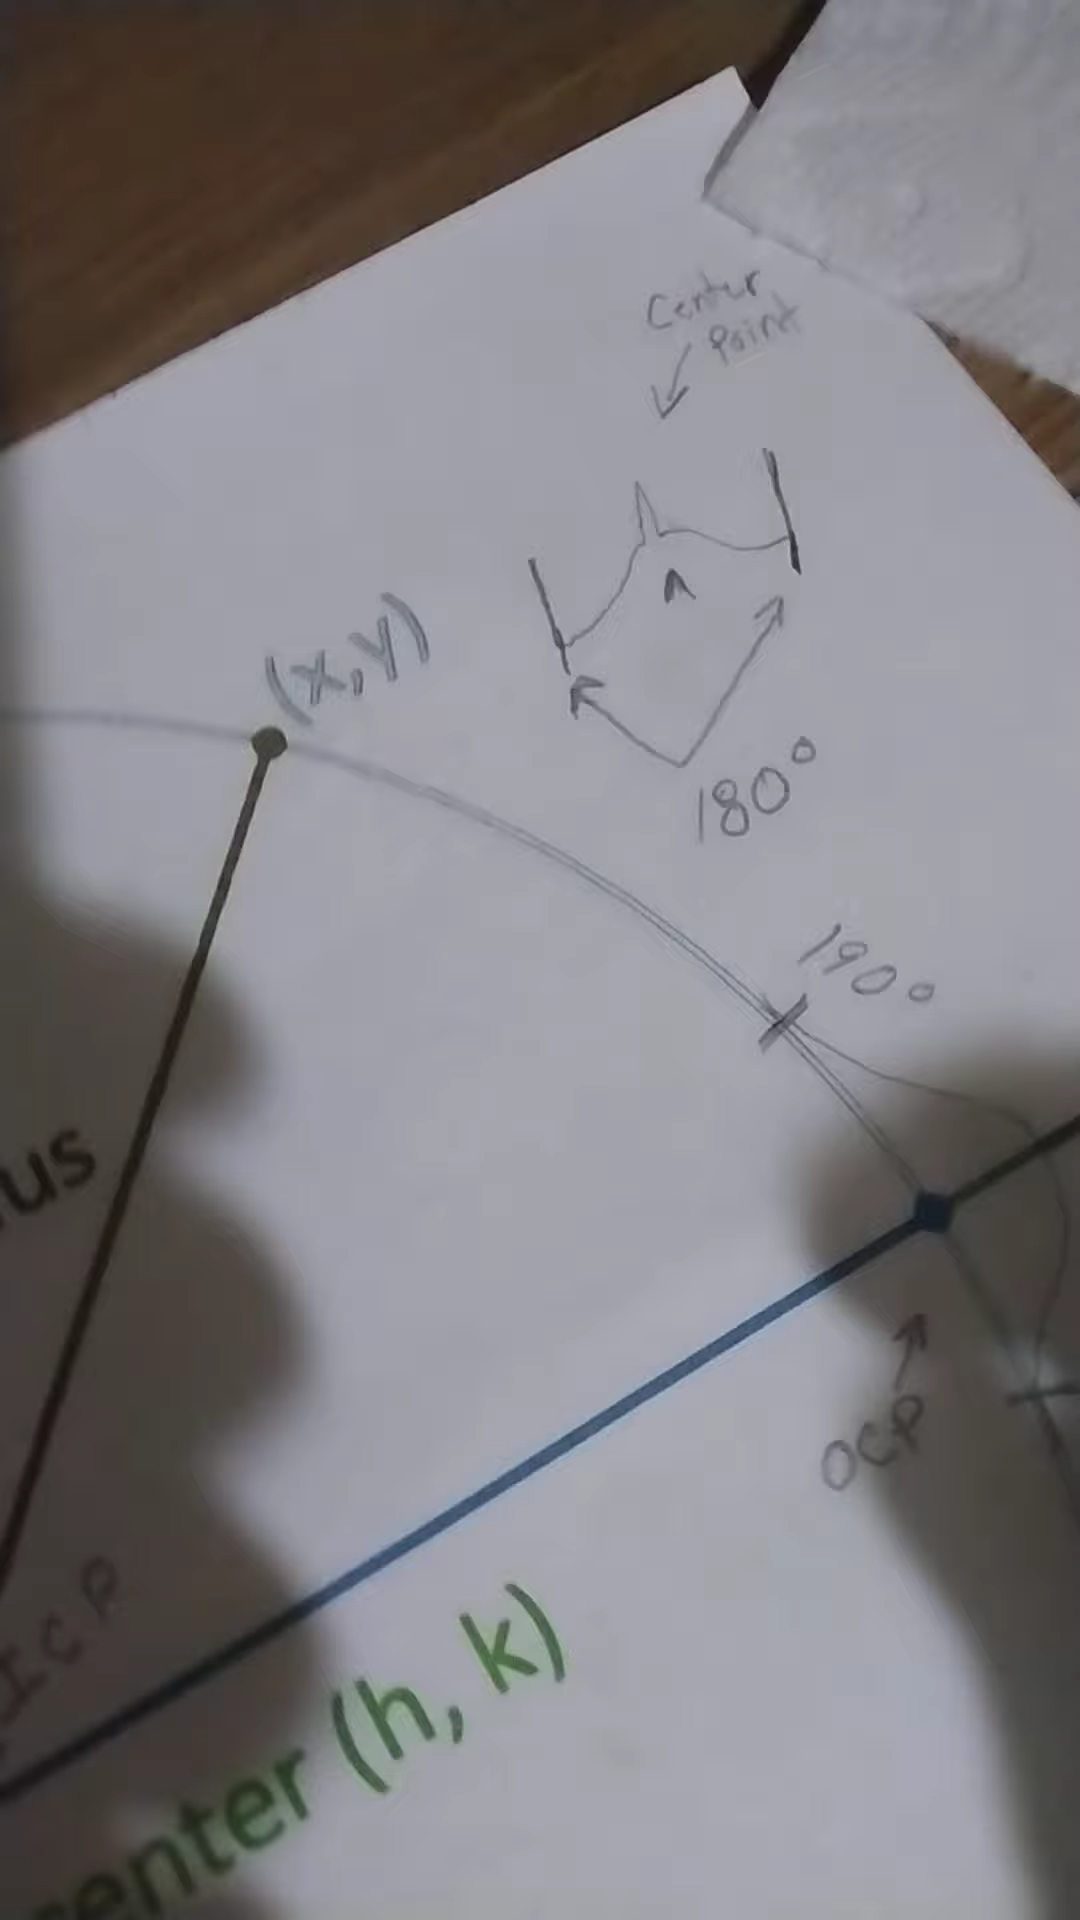 Center
Point
(x,y)
180°
190°
us
OCP
ICP
center (h, k)